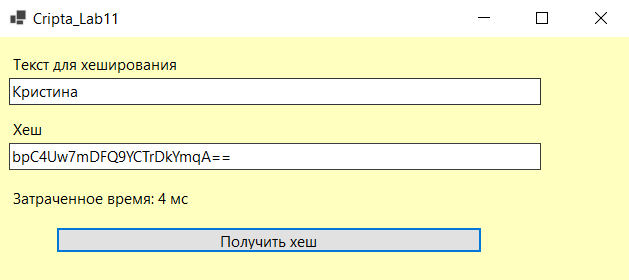 Cripta_Lab11
Текст для хеширования
Кристина
Хеш
bpC4Uw7mDFQ9YCTrDkYmqA==
Затраченное время: 4 мс
Получить хеш